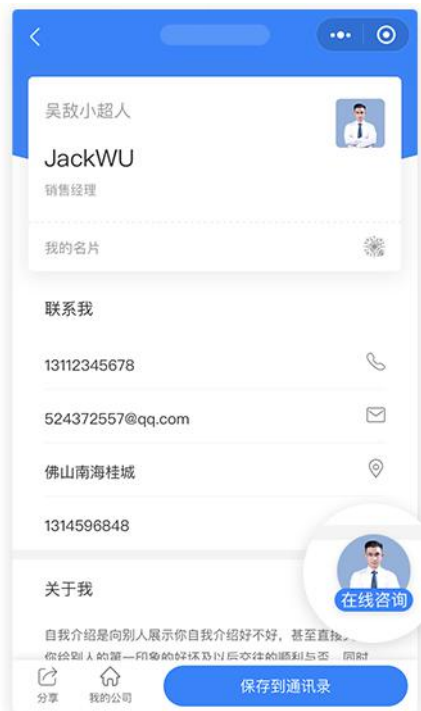 吴敌小超人
JackWU
销售经理
我的名片
联系我
13112345678
524372557@qq.com
佛山南海桂城
1314596848
在线咨询
关于我
自我介绍是向别人展示你自我介绍好不好，甚至直接
你给别人的第一印象的好坏及以后交往的顺利与否 同时
分享
我的公司
保存到通讯录